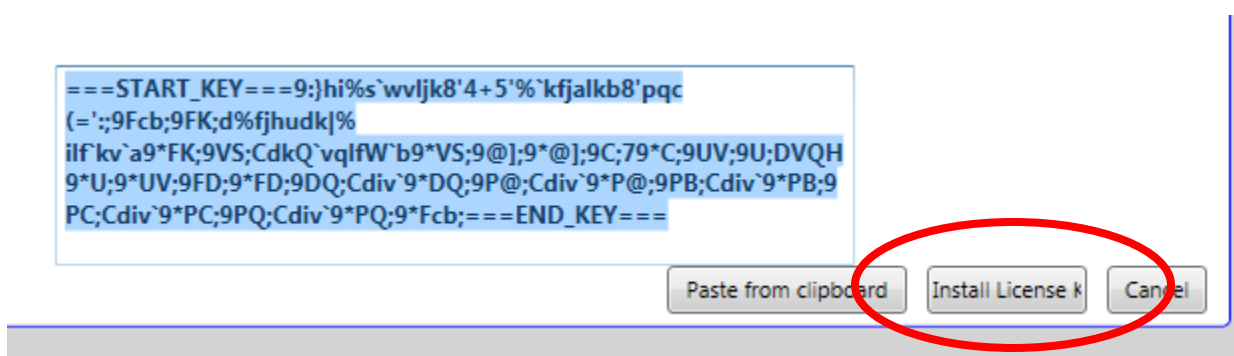 ===START_KEY===9:}hi%s`wvljk8'4+5'%`kfjalkb8'pqc
(=':;9Fcb;9FK;d%fjhudk|%
ilf`kv`a9*FK;9VS;CdkQ`vqlfW`b9*VS;9@];9*@];9C;79*C;9UV;9U;DVQH
9*U;9*UV;9FD;9*FD;9DQ;Cdiv`9*DQ;9P@;Cdiv`9*P@;9PB;Cdiv`9*PB;9
PC;Cdiv`9*PC;9PQ;Cdiv`9*PQ;9*Fcb;===END_KEY===
Paste from clipboard Install License K Cancel